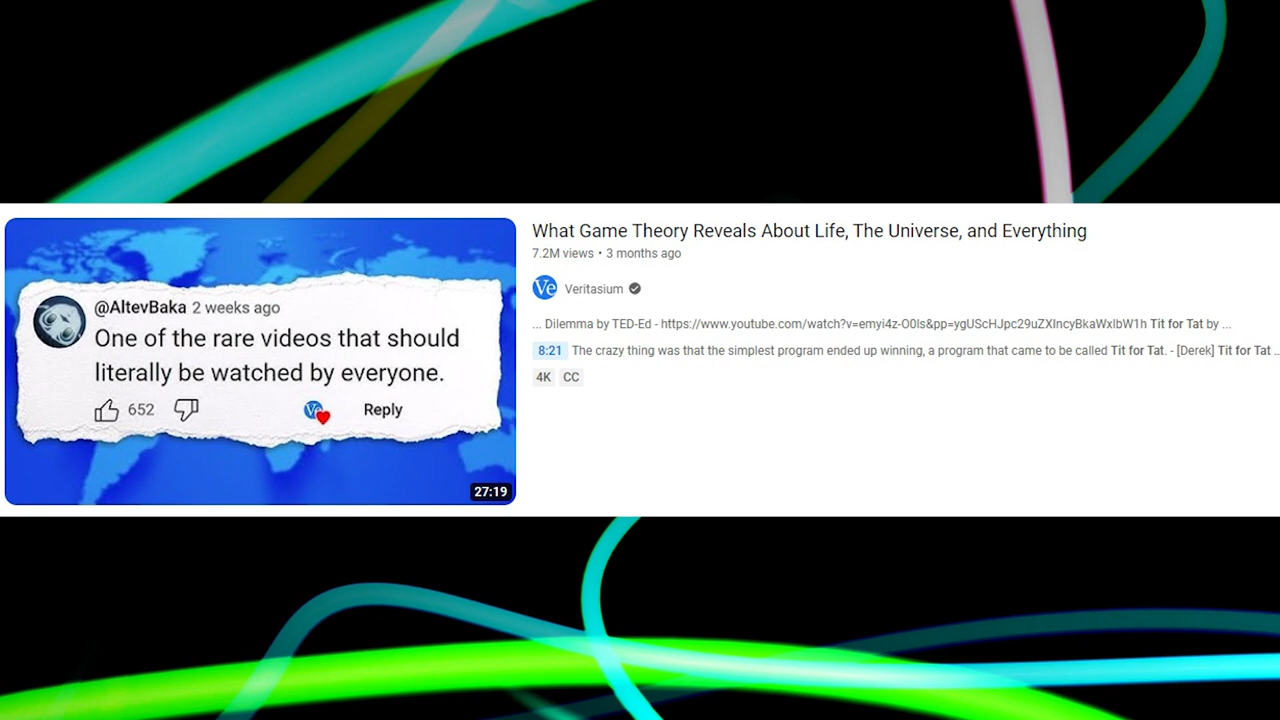 @AltevBaka 2 weeks ago
One of the rare videos that should
literally be watched by everyone.
652
Ve
Reply
27:19
What Game Theory Reveals About Life, The Universe, and Everything
7.2M views • 3 months ago
Ve Veritasium
... Dilemma by TED-Ed - https://www.youtube.com/watch?v=emyi4z-O0ls&pp=ygUScHJpc29uZXIncyBkaWxlbW1h Tit for Tat by ...
8:21 The crazy thing was that the simplest program ended up winning, a program that came to be called Tit for Tat. - [Derek] Tit for Tat ...
4K CC